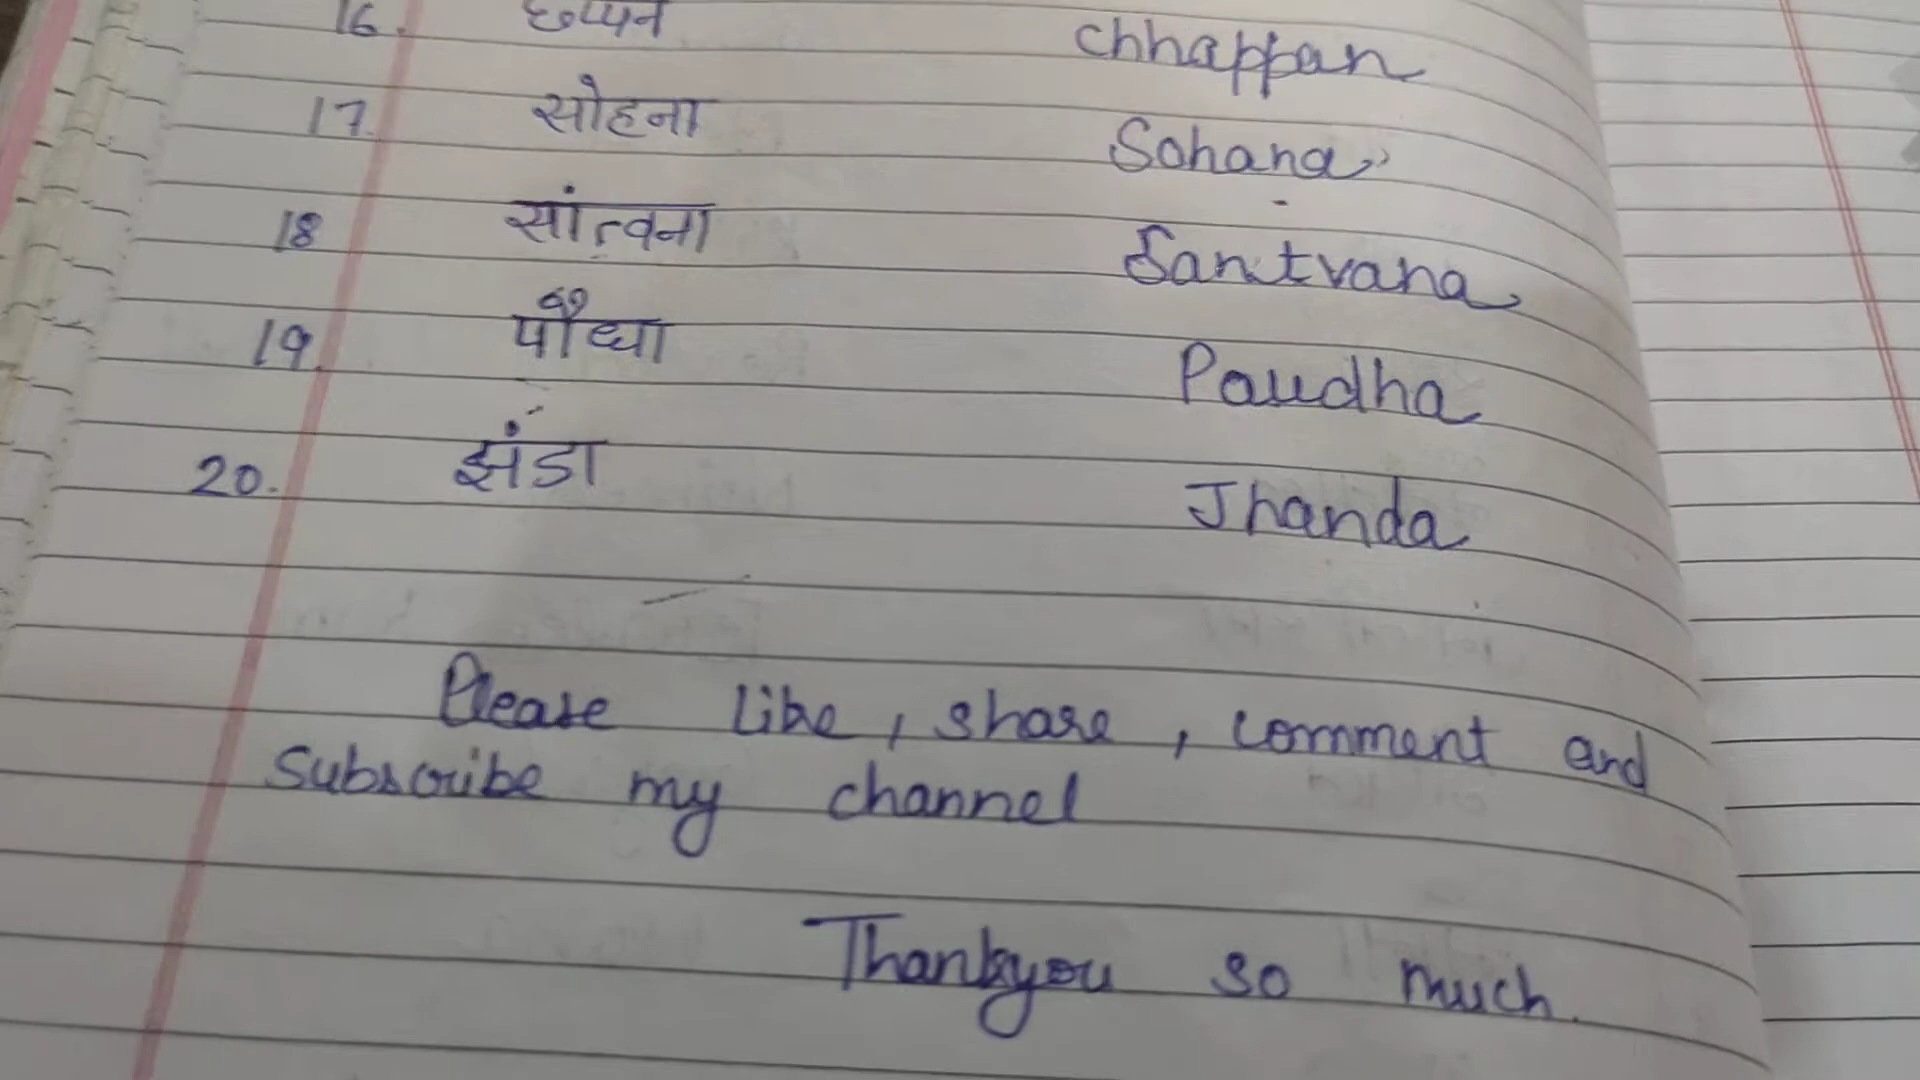 16. छप्पन chhappan
17. सोहना Sohana
18 सांत्वना Santvana
19. पौधा Paudha
20. झंडा Jhanda
Please like, share, comment and
subscribe my channel
Thankyou so much.